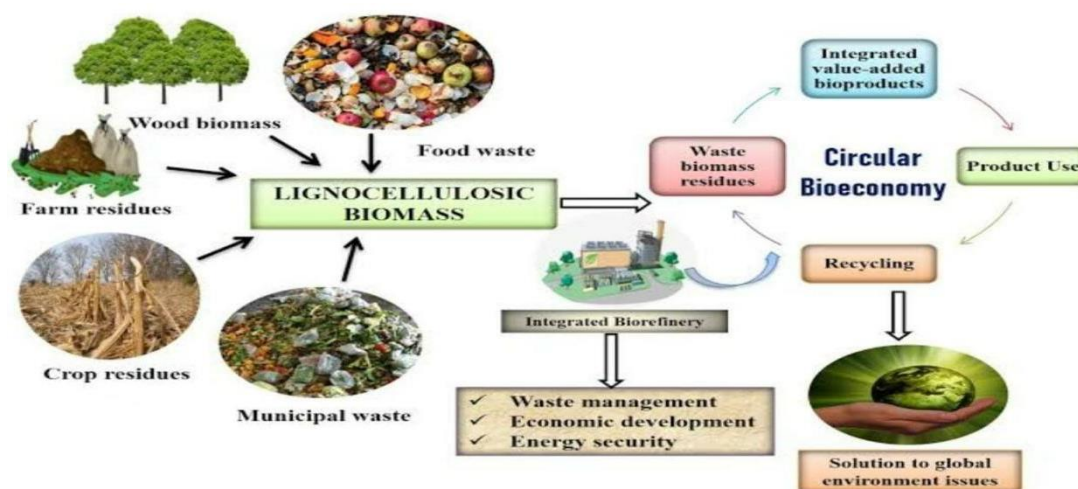 Wood biomass
Food waste
Farm residues
LIGNOCELLULOSIC
BIOMASS
Crop residues
Municipal waste
Integrated
value-added
bioproducts
Waste
biomass
residues
Circular
Bioeconomy
Product Use
Recycling
Integrated Biorefinery
✓ Waste management
✓ Economic development
✓ Energy security
Solution to global
environment issues